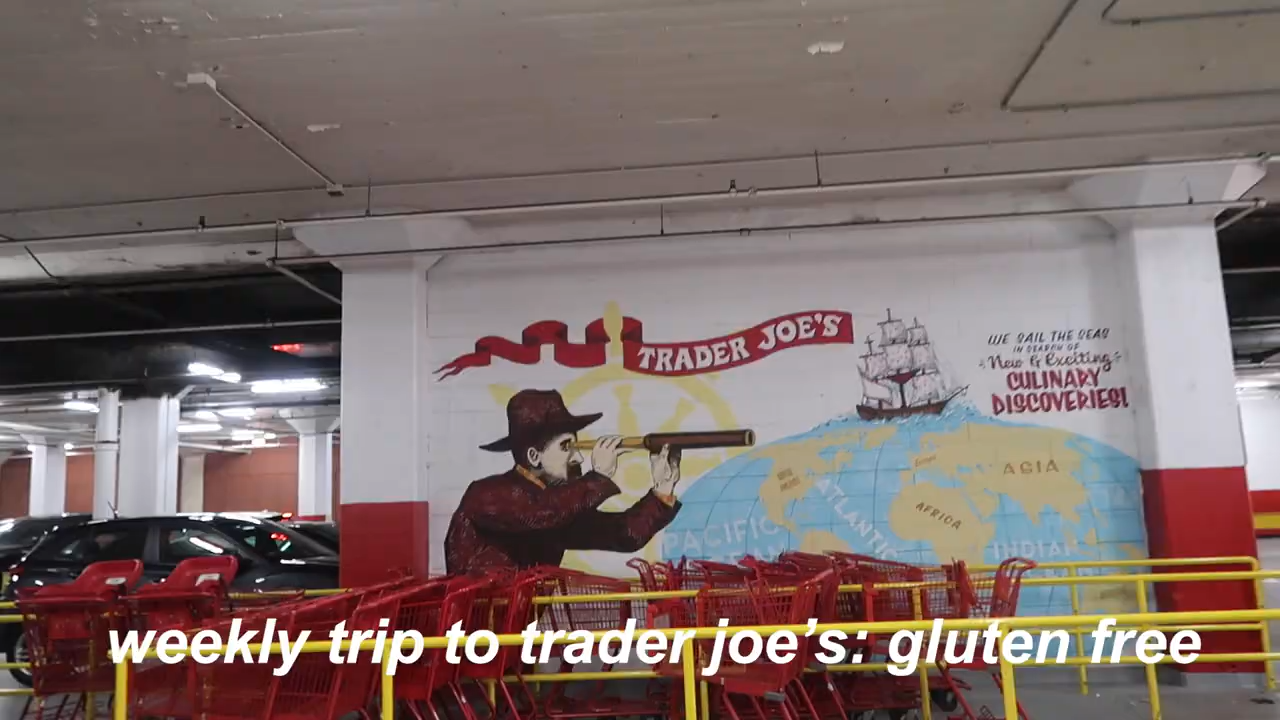 TRADER JOE'S
WE SAIL THE SEAS
IN SEARCH OF
New & Exciting
CULINARY
DISCOVERIES!
Europe
ASIA
ATLANTIC
AFRICA
PACIFIC
INDIAN
weekly trip to trader joe's: gluten free